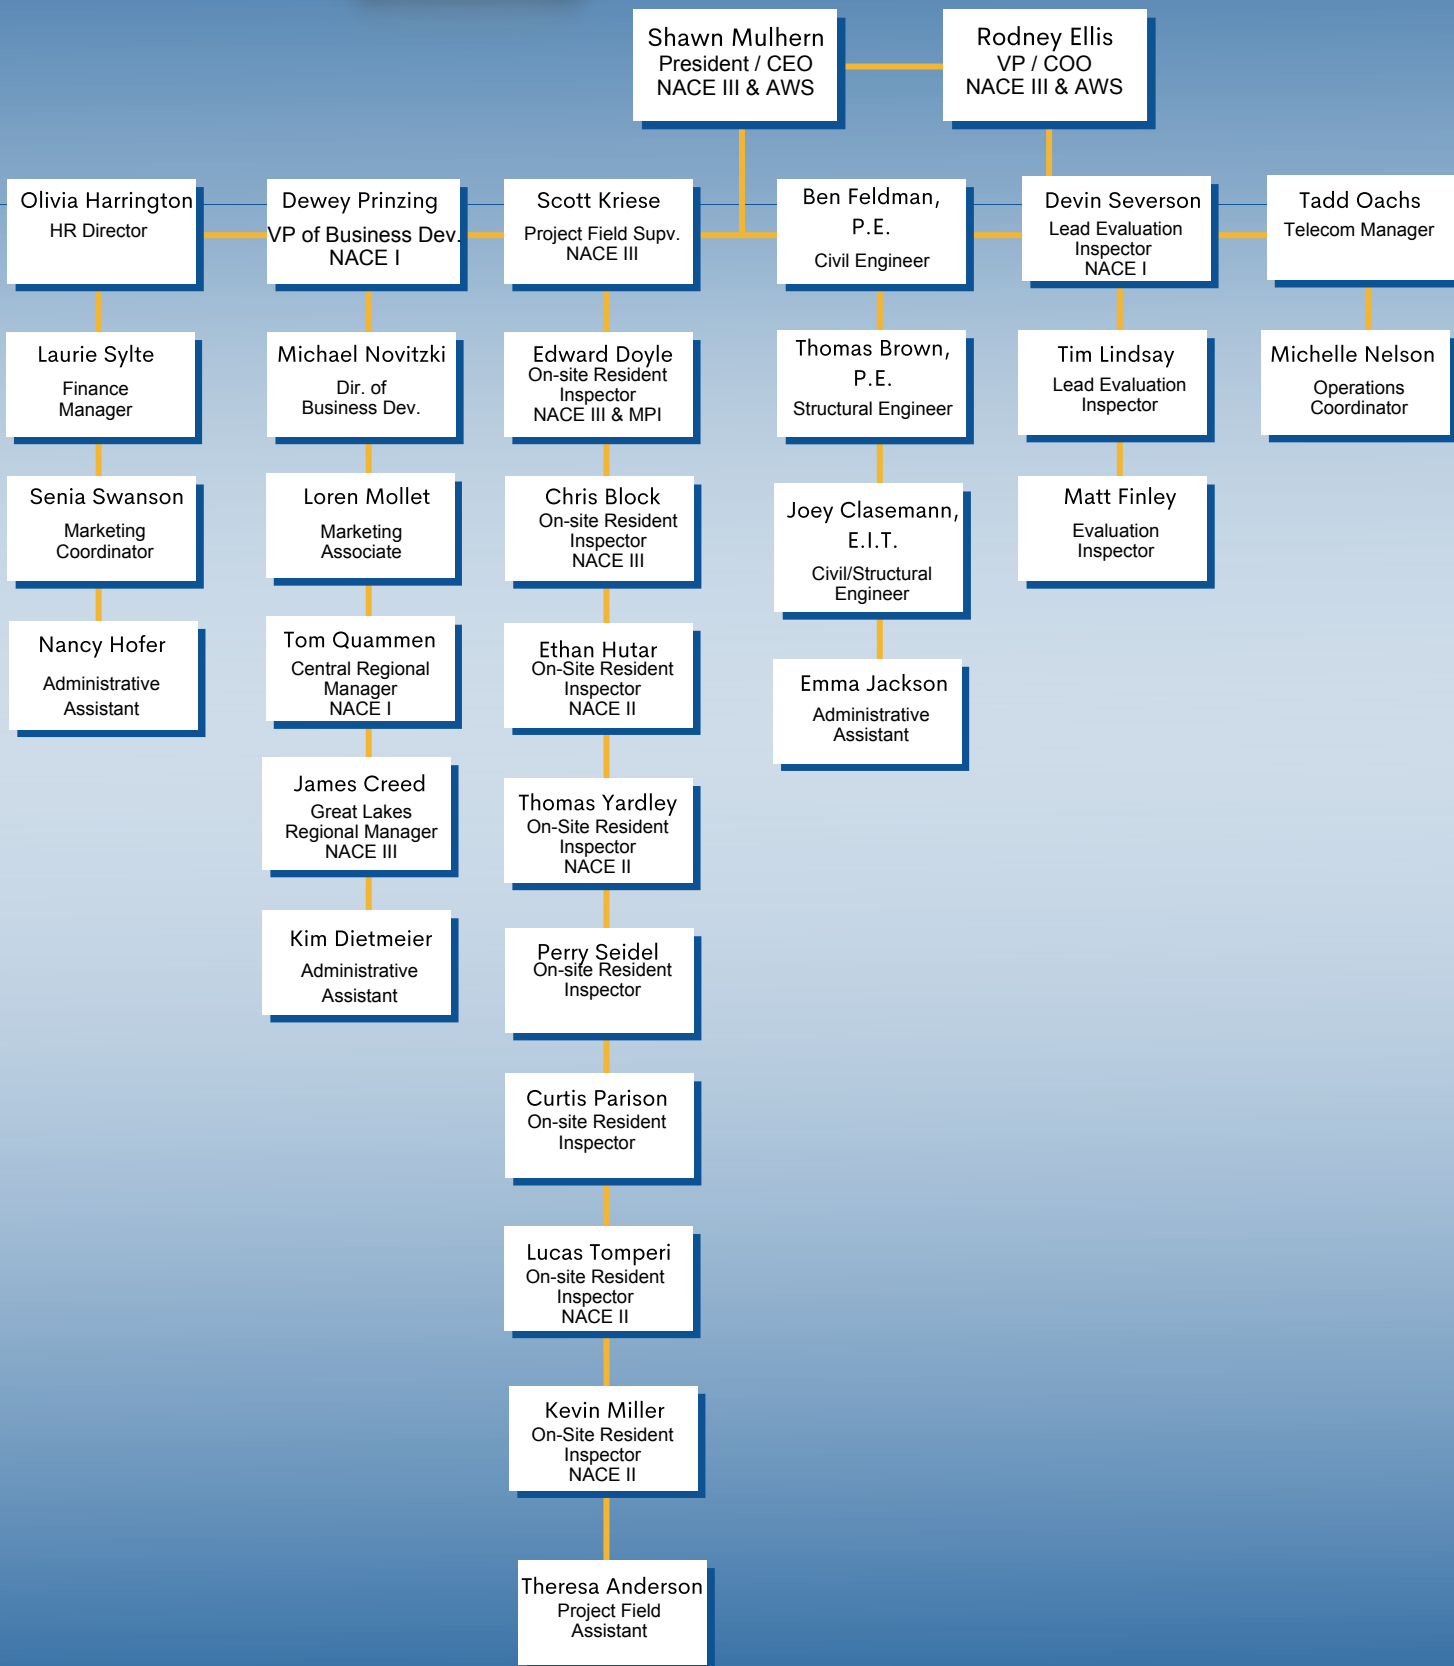 Shawn Mulhern
President / CEO
NACE III & AWS
Rodney Ellis
VP / COO
NACE III & AWS
Olivia Harrington
HR Director
Dewey Prinzing
VP of Business Dev.
NACE I
Scott Kriese
Project Field Supv.
NACE III
Ben Feldman,
P.E.
Civil Engineer
Devin Severson
Lead Evaluation
Inspector
NACE I
Tadd Oachs
Telecom Manager
Laurie Sylte
Finance
Manager
Michael Novitzki
Dir. of
Business Dev.
Edward Doyle
On-site Resident
Inspector
NACE III & MPI
Thomas Brown,
P.E.
Structural Engineer
Tim Lindsay
Lead Evaluation
Inspector
Michelle Nelson
Operations
Coordinator
Senia Swanson
Marketing
Coordinator
Loren Mollet
Marketing
Associate
Chris Block
On-site Resident
Inspector
NACE III
Joey Clasemann,
E.I.T.
Civil/Structural
Engineer
Matt Finley
Evaluation
Inspector
Nancy Hofer
Administrative
Assistant
Tom Quammen
Central Regional
Manager
NACE I
Ethan Hutar
On-Site Resident
Inspector
NACE II
Emma Jackson
Administrative
Assistant
James Creed
Great Lakes
Regional Manager
NACE III
Thomas Yardley
On-Site Resident
Inspector
NACE II
Kim Dietmeier
Administrative
Assistant
Perry Seidel
On-site Resident
Inspector
Curtis Parison
On-site Resident
Inspector
Lucas Tomperi
On-site Resident
Inspector
NACE II
Kevin Miller
On-Site Resident
Inspector
NACE II
Theresa Anderson
Project Field
Assistant